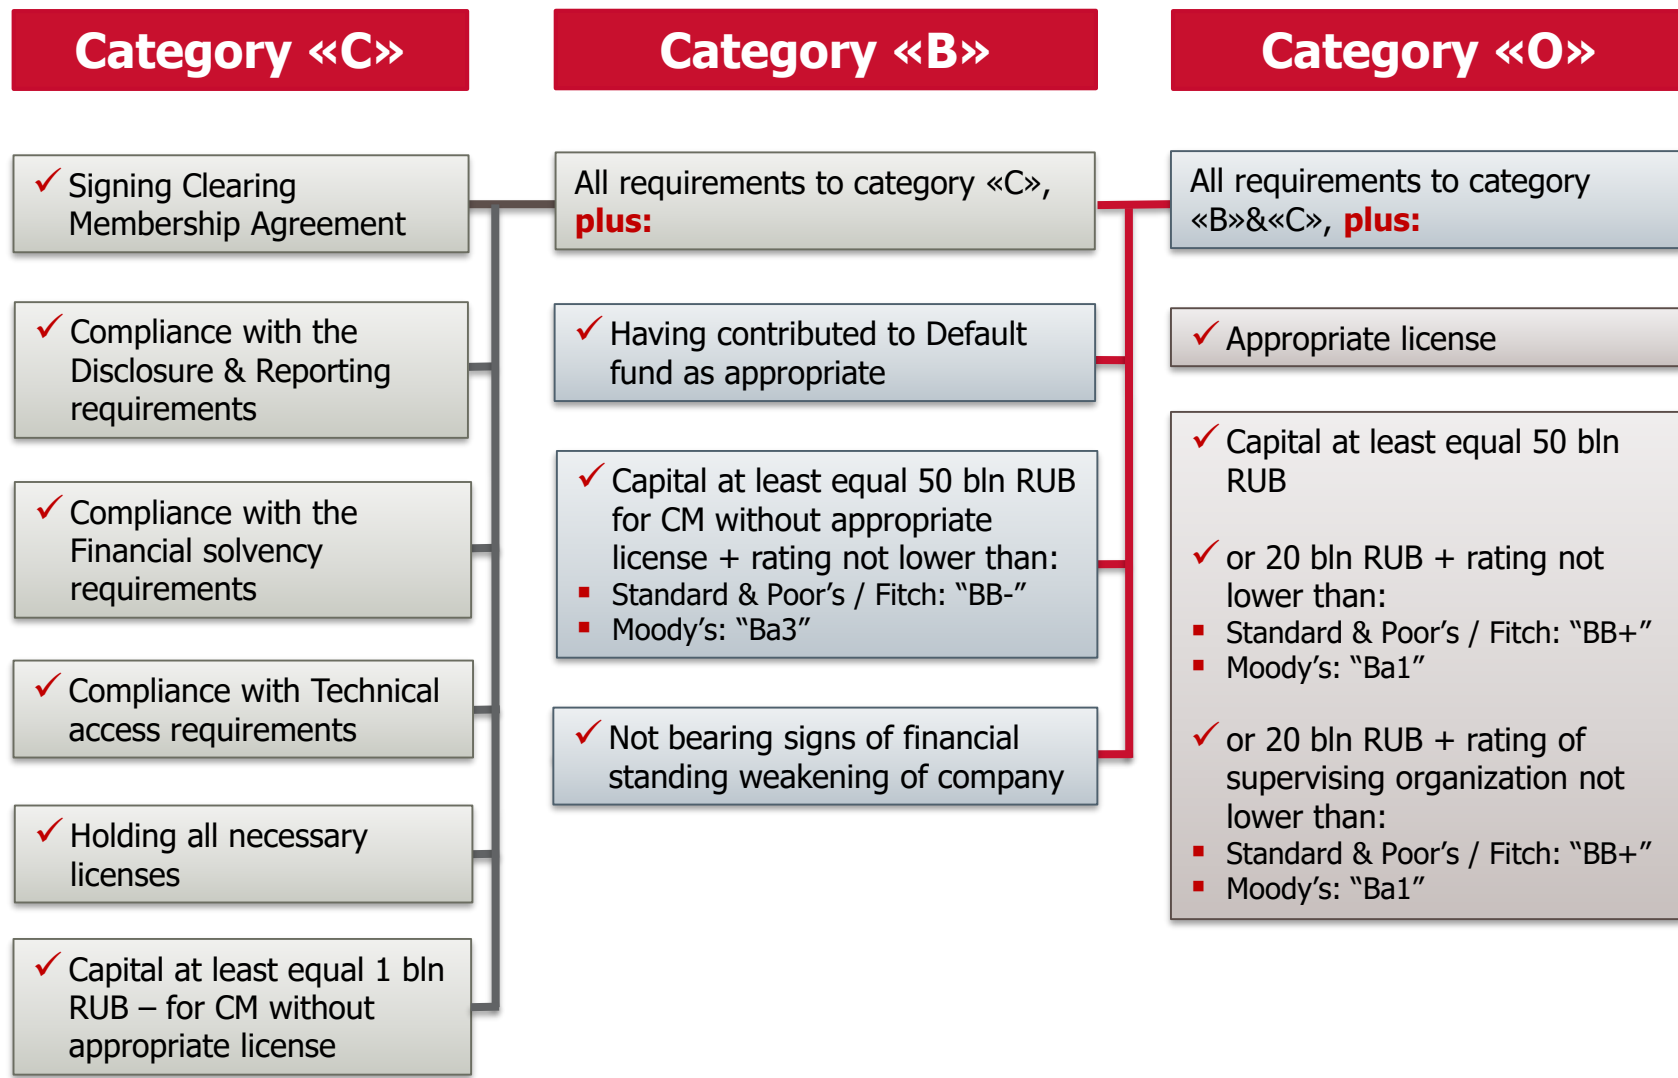 Category «C»
Signing Clearing
Membership Agreement
Compliance with the
Disclosure & Reporting
requirements
Compliance with the
Financial solvency
requirements
Compliance with Technical
access requirements
Holding all necessary
licenses
Capital at least equal 1 bln
RUB – for CM without
appropriate license
Category «B»
All requirements to category «C»,
plus:
Having contributed to Default
fund as appropriate
Capital at least equal 50 bln RUB
for CM without appropriate
license + rating not lower than:
Standard & Poor’s / Fitch: “BB-”
Moody’s: “Ba3”
Not bearing signs of financial
standing weakening of company
Category «O»
All requirements to category
«B»&«C», plus:
Appropriate license
Capital at least equal 50 bln
RUB
or 20 bln RUB + rating not
lower than:
Standard & Poor’s / Fitch: “BB+”
Moody’s: “Ba1”
or 20 bln RUB + rating of
supervising organization not
lower than:
Standard & Poor’s / Fitch: “BB+”
Moody’s: “Ba1”